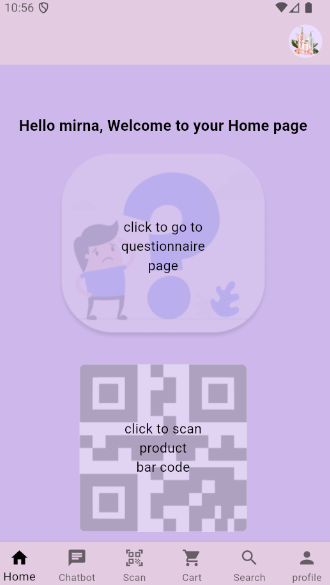 10:56
Hello mirna, Welcome to your Home page
click to go to
questionnaire
page
click to scan
product
bar code
Home Chatbot Scan Cart Search profile